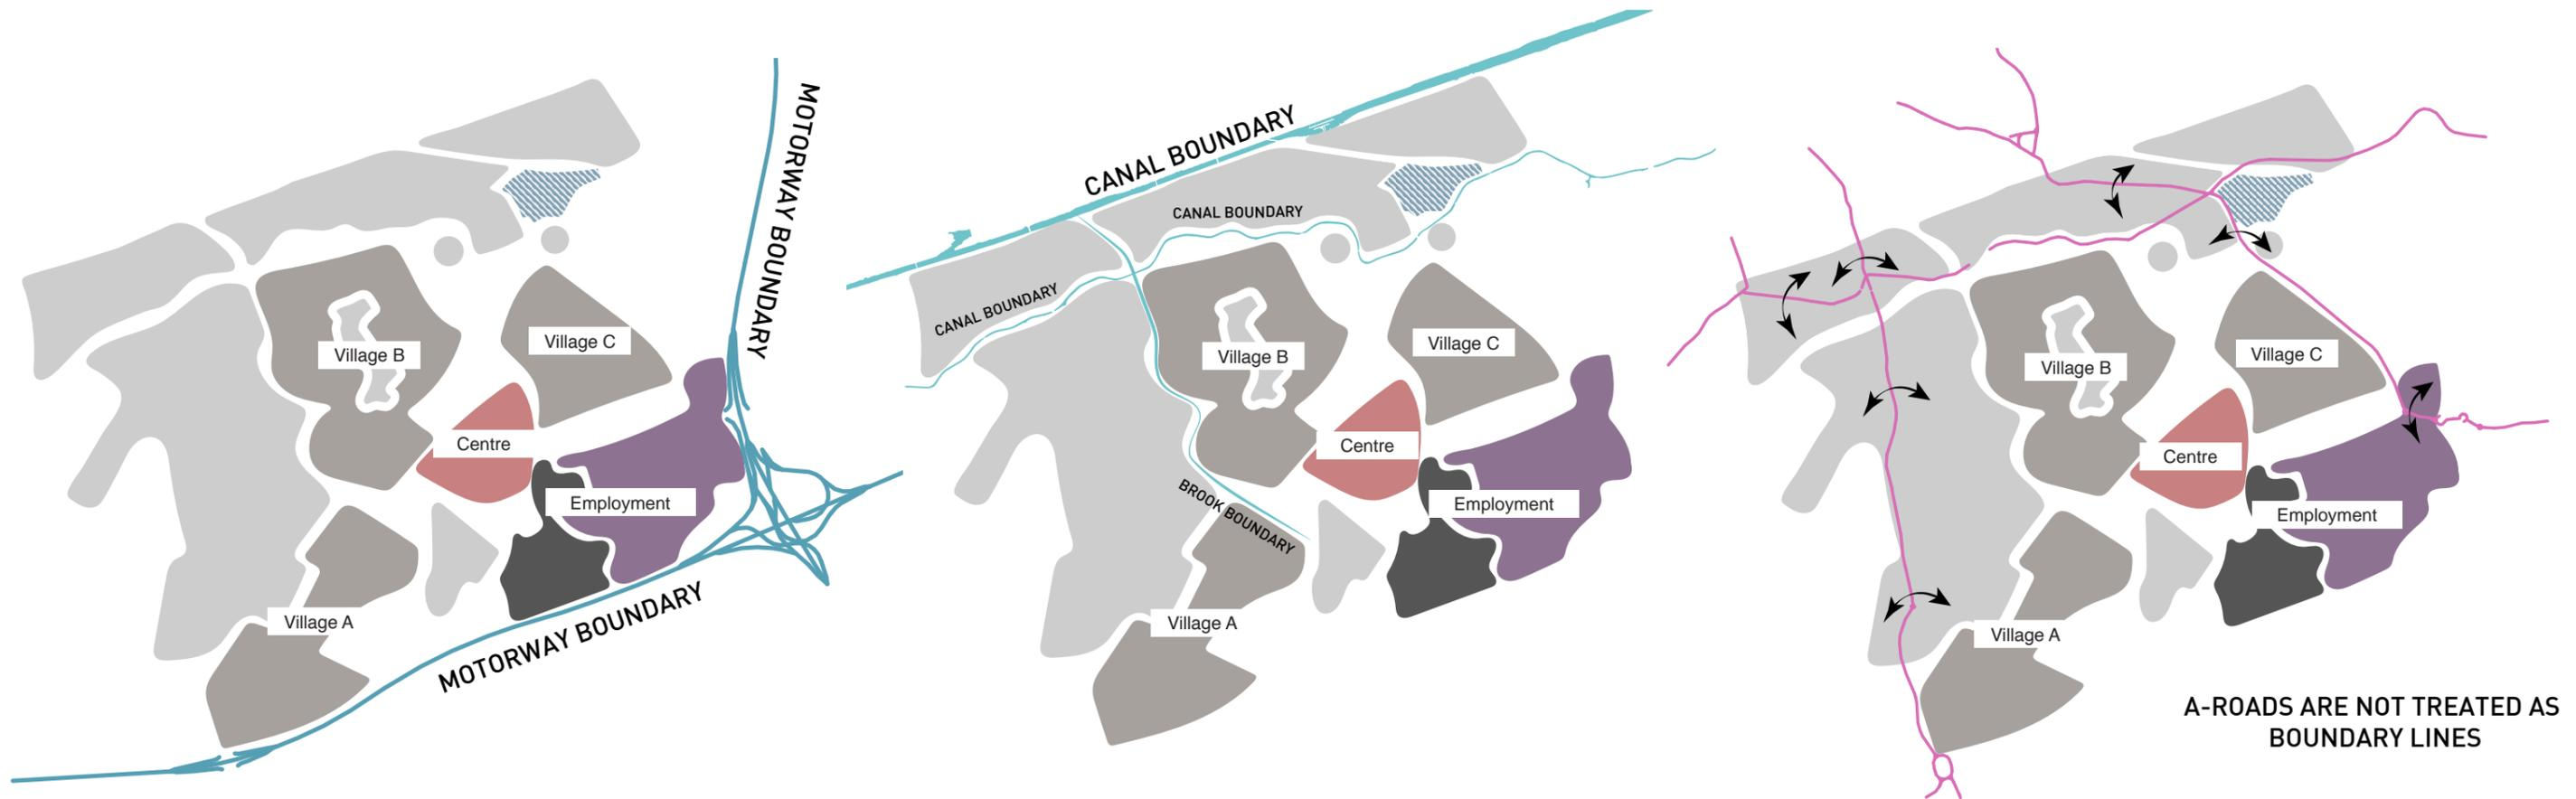 MOTORWAY BOUNDARY
Village B
Village C
Centre
Employment
Village A
MOTORWAY BOUNDARY
CANAL BOUNDARY
CANAL BOUNDARY
CANAL BOUNDARY
Village B
Village C
Centre
BROOK BOUNDARY
Employment
Village A
Village B
Village C
Centre
Employment
Village A
A-ROADS ARE NOT TREATED AS
BOUNDARY LINES